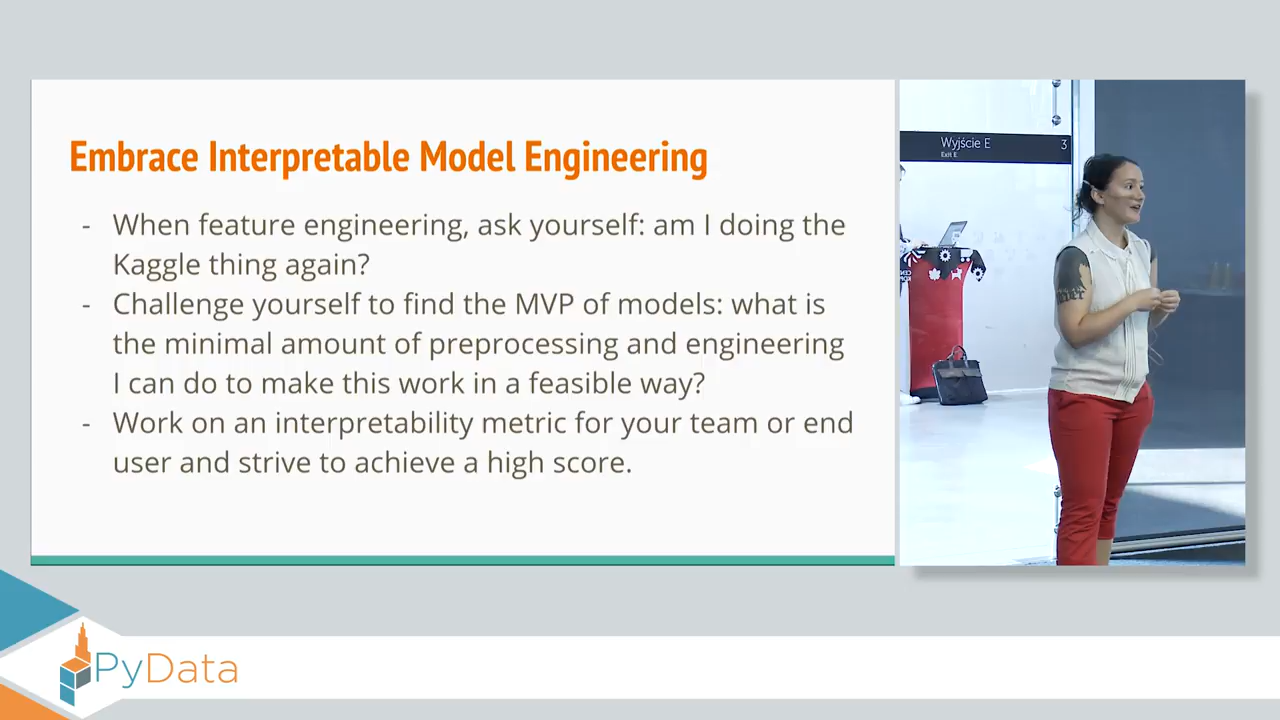 Embrace Interpretable Model Engineering
- When feature engineering, ask yourself: am I doing the
Kaggle thing again?
- Challenge yourself to find the MVP of models: what is
the minimal amount of preprocessing and engineering
I can do to make this work in a feasible way?
- Work on an interpretability metric for your team or end
user and strive to achieve a high score.
Wyjście E 3
Exit E
PyData